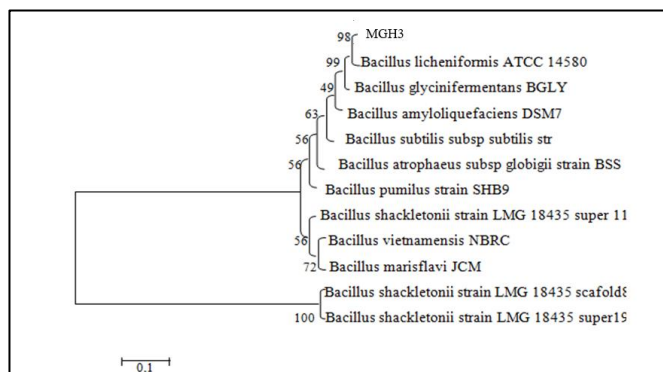 MGH3
98
Bacillus licheniformis ATCC 14580
99
Bacillus glycinifermentans BGLY
49
Bacillus amyloliquefaciens DSM7
63
Bacillus subtilis subsp subtilis str
56
Bacillus atrophaeus subsp globigii strain BSS
56
Bacillus pumilus strain SHB9
Bacillus shackletonii strain LMG 18435 super 11
56
Bacillus vietnamensis NBRC
72
Bacillus marisflavi JCM
Bacillus shackletonii strain LMG 18435 scafold8
100
Bacillus shackletonii strain LMG 18435 super19
0.1